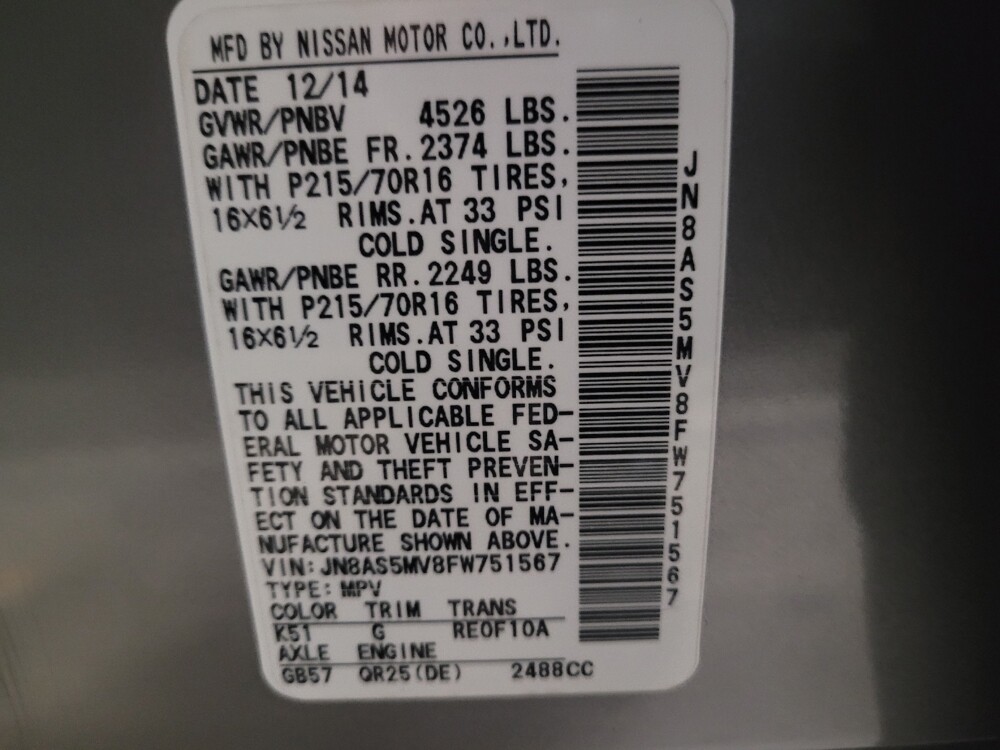 MFD BY NISSAN MOTOR CO.,LTD.
DATE 12/14
GVWR/PNBV 4526 LBS.
GAWR/PNBE FR. 2374 LBS.
WITH P215/70R16 TIRES,
16X6½ RIMS. AT 33 PSI
COLD SINGLE.
GAWR/PNBE RR. 2249 LBS.
WITH P215/70R16 TIRES,
16X6½ RIMS. AT 33 PSI
COLD SINGLE.
THIS VEHICLE CONFORMS
TO ALL APPLICABLE FED-
ERAL MOTOR VEHICLE SA-
FETY AND THEFT PREVEN-
TION STANDARDS IN EFF-
ECT ON THE DATE OF MA-
NUFACTURE SHOWN ABOVE.
VIN: JN8AS5MV8FW751567
TYPE: MPV
COLOR TRIM TRANS
K51 G RE0F10A
AXLE ENGINE
GB57 QR25(DE) 2488CC
JN8AS5MV8FW751567